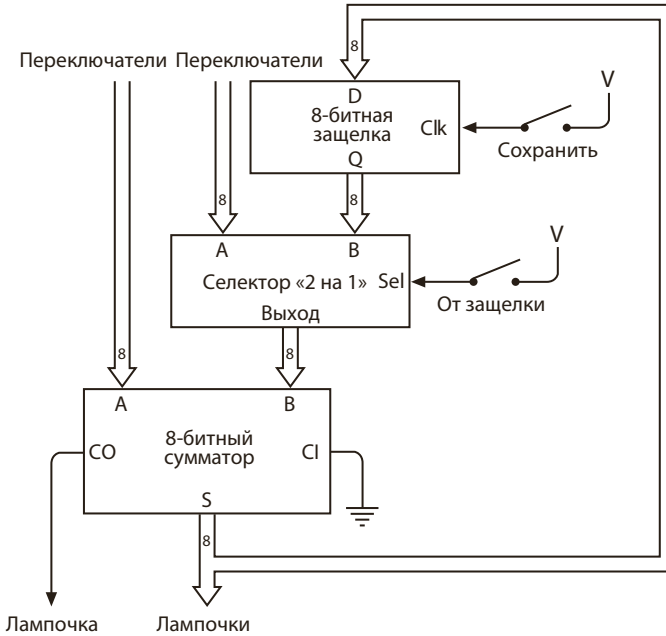 8
Переключатели Переключатели
D
8-битная
защелка
Clk
Q
V
Сохранить
8
8
A
B
Селектор «2 на 1»
Sel
Выход
V
От защелки
8
8
A
B
8-битный
сумматор
CO
CI
S
8
Лампочка
Лампочки